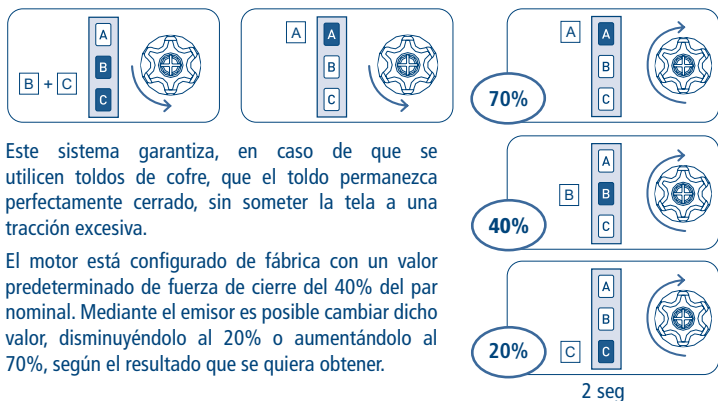 A
B
C
B + C
A
B
C
A
A
B
C
A
70%
A
B
C
B
40%
A
B
C
C
20%
2 seg
Este sistema garantiza, en caso de que se
utilicen toldos de cofre, que el toldo permanezca
perfectamente cerrado, sin someter la tela a una
tracción excesiva.
El motor está configurado de fábrica con un valor
predeterminado de fuerza de cierre del 40% del par
nominal. Mediante el emisor es posible cambiar dicho
valor, disminuyéndolo al 20% o aumentándolo al
70%, según el resultado que se quiera obtener.